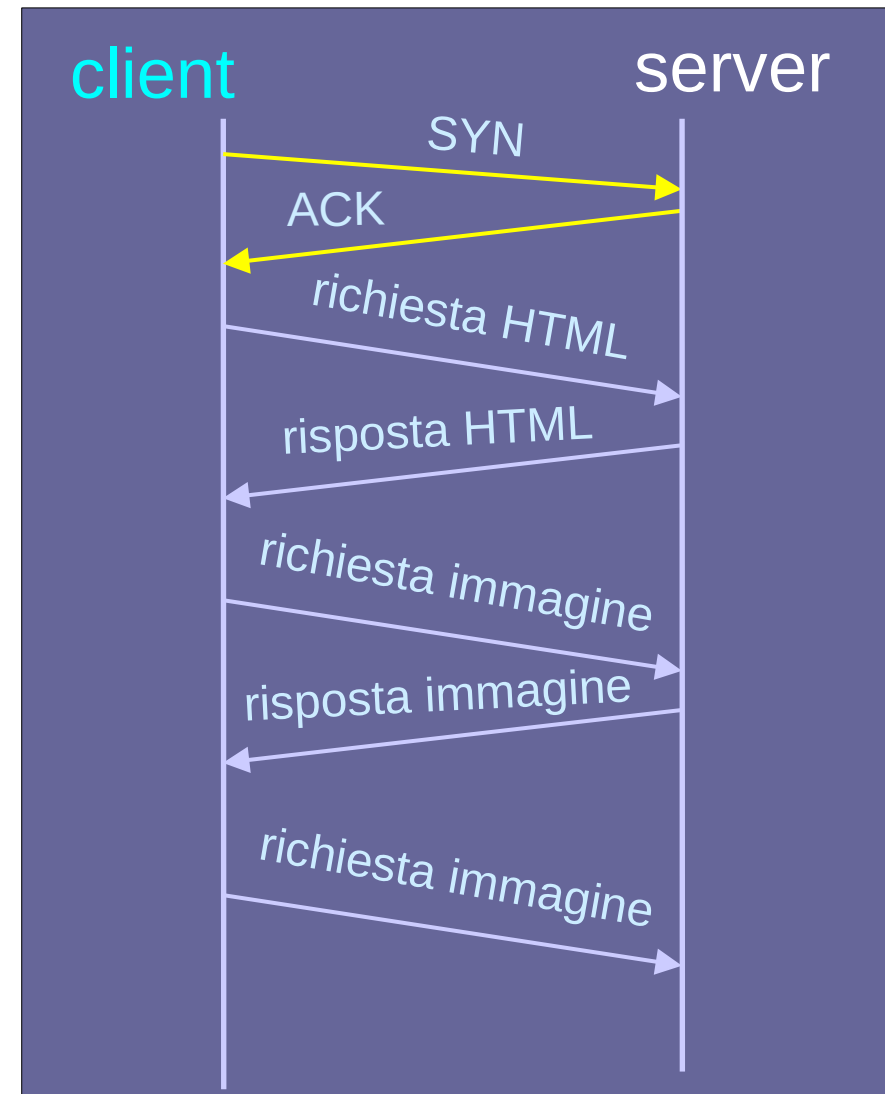 client
server
SYN
ACK
richiesta HTML
risposta HTML
richiesta immagine
risposta immagine
richiesta immagine